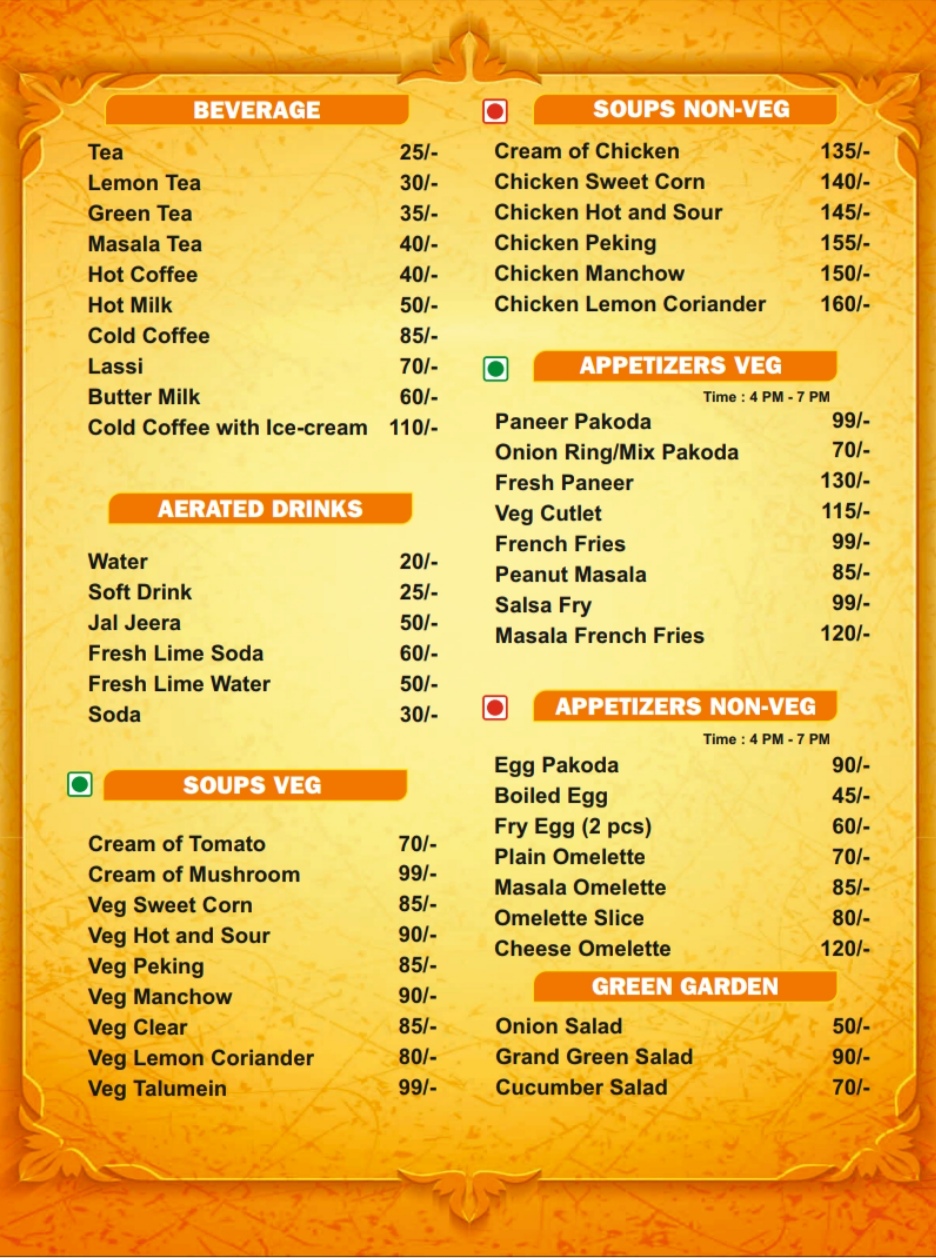 BEVERAGE
Tea 25/-
Lemon Tea 30/-
Green Tea 35/-
Masala Tea 40/-
Hot Coffee 40/-
Hot Milk 50/-
Cold Coffee 85/-
Lassi 70/-
Butter Milk 60/-
Cold Coffee with Ice-cream 110/-
AERATED DRINKS
Water 20/-
Soft Drink 25/-
Jal Jeera 50/-
Fresh Lime Soda 60/-
Fresh Lime Water 50/-
Soda 30/-
SOUPS VEG
Cream of Tomato 70/-
Cream of Mushroom 99/-
Veg Sweet Corn 85/-
Veg Hot and Sour 90/-
Veg Peking 85/-
Veg Manchow 90/-
Veg Clear 85/-
Veg Lemon Coriander 80/-
Veg Talumein 99/-
SOUPS NON-VEG
Cream of Chicken 135/-
Chicken Sweet Corn 140/-
Chicken Hot and Sour 145/-
Chicken Peking 155/-
Chicken Manchow 150/-
Chicken Lemon Coriander 160/-
APPETIZERS VEG
Time : 4 PM - 7 PM
Paneer Pakoda 99/-
Onion Ring/Mix Pakoda 70/-
Fresh Paneer 130/-
Veg Cutlet 115/-
French Fries 99/-
Peanut Masala 85/-
Salsa Fry 99/-
Masala French Fries 120/-
APPETIZERS NON-VEG
Time : 4 PM - 7 PM
Egg Pakoda 90/-
Boiled Egg 45/-
Fry Egg (2 pcs) 60/-
Plain Omelette 70/-
Masala Omelette 85/-
Omelette Slice 80/-
Cheese Omelette 120/-
GREEN GARDEN
Onion Salad 50/-
Grand Green Salad 90/-
Cucumber Salad 70/-